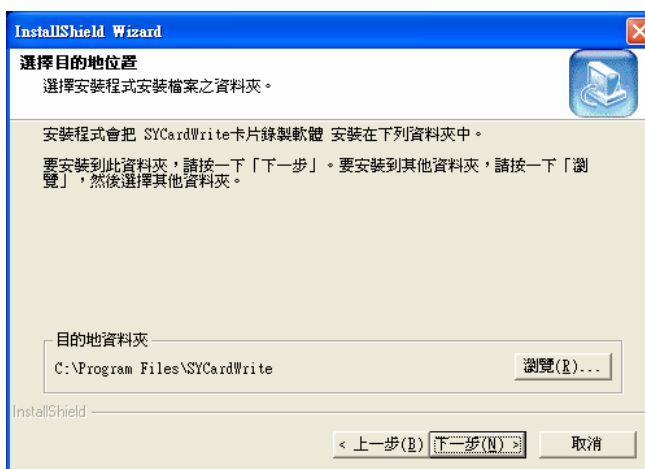 InstallShield Wizard
選擇目的地位置
選擇安裝程式安裝檔案之資料夾。
安裝程式會把 SYCardWrite卡片錄製軟體 安裝在下列資料夾中。
要安裝到此資料夾，請按一下「下一步」。要安裝到其他資料夾，請按一下「瀏
覽」，然後選擇其他資料夾。
目的地資料夾
C:\Program Files\SYCardWrite
瀏覽(R)...
InstallShield
< 上一步(B)
下一步(N) >
取消